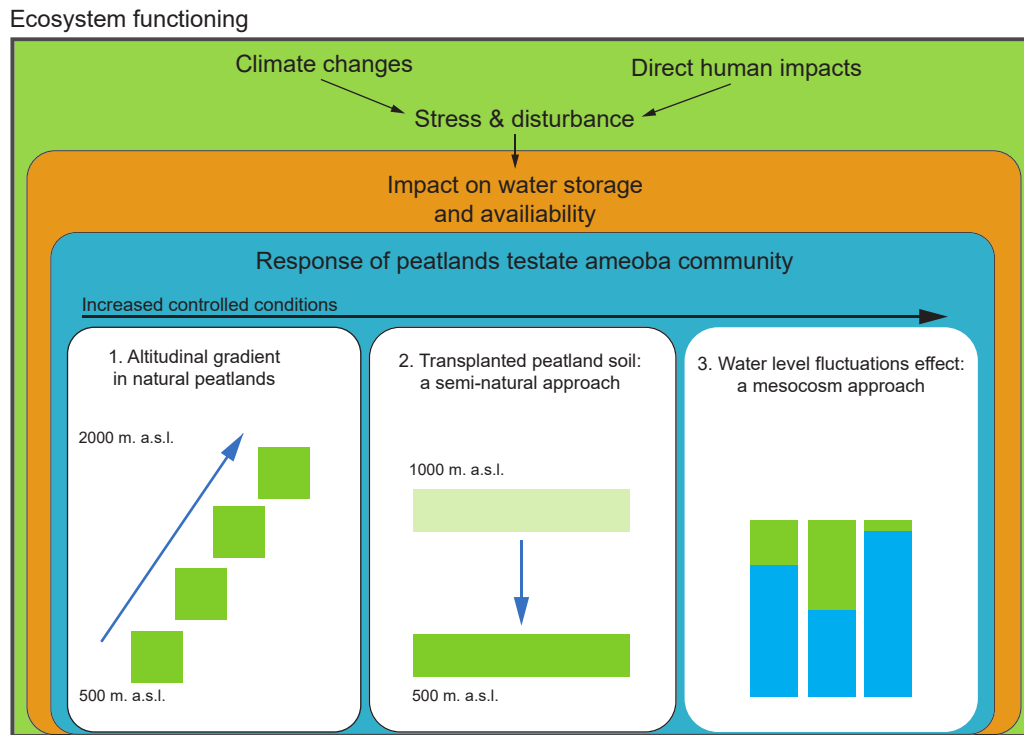 Ecosystem functioning
Climate changes
Direct human impacts
Stress & disturbance
Impact on water storage
and availiability
Response of peatlands testate ameoba community
Increased controlled conditions
1. Altitudinal gradient
in natural peatlands
2000 m. a.s.l.
500 m. a.s.l.
2. Transplanted peatland soil:
a semi-natural approach
1000 m. a.s.l.
500 m. a.s.l.
3. Water level fluctuations effect:
a mesocosm approach